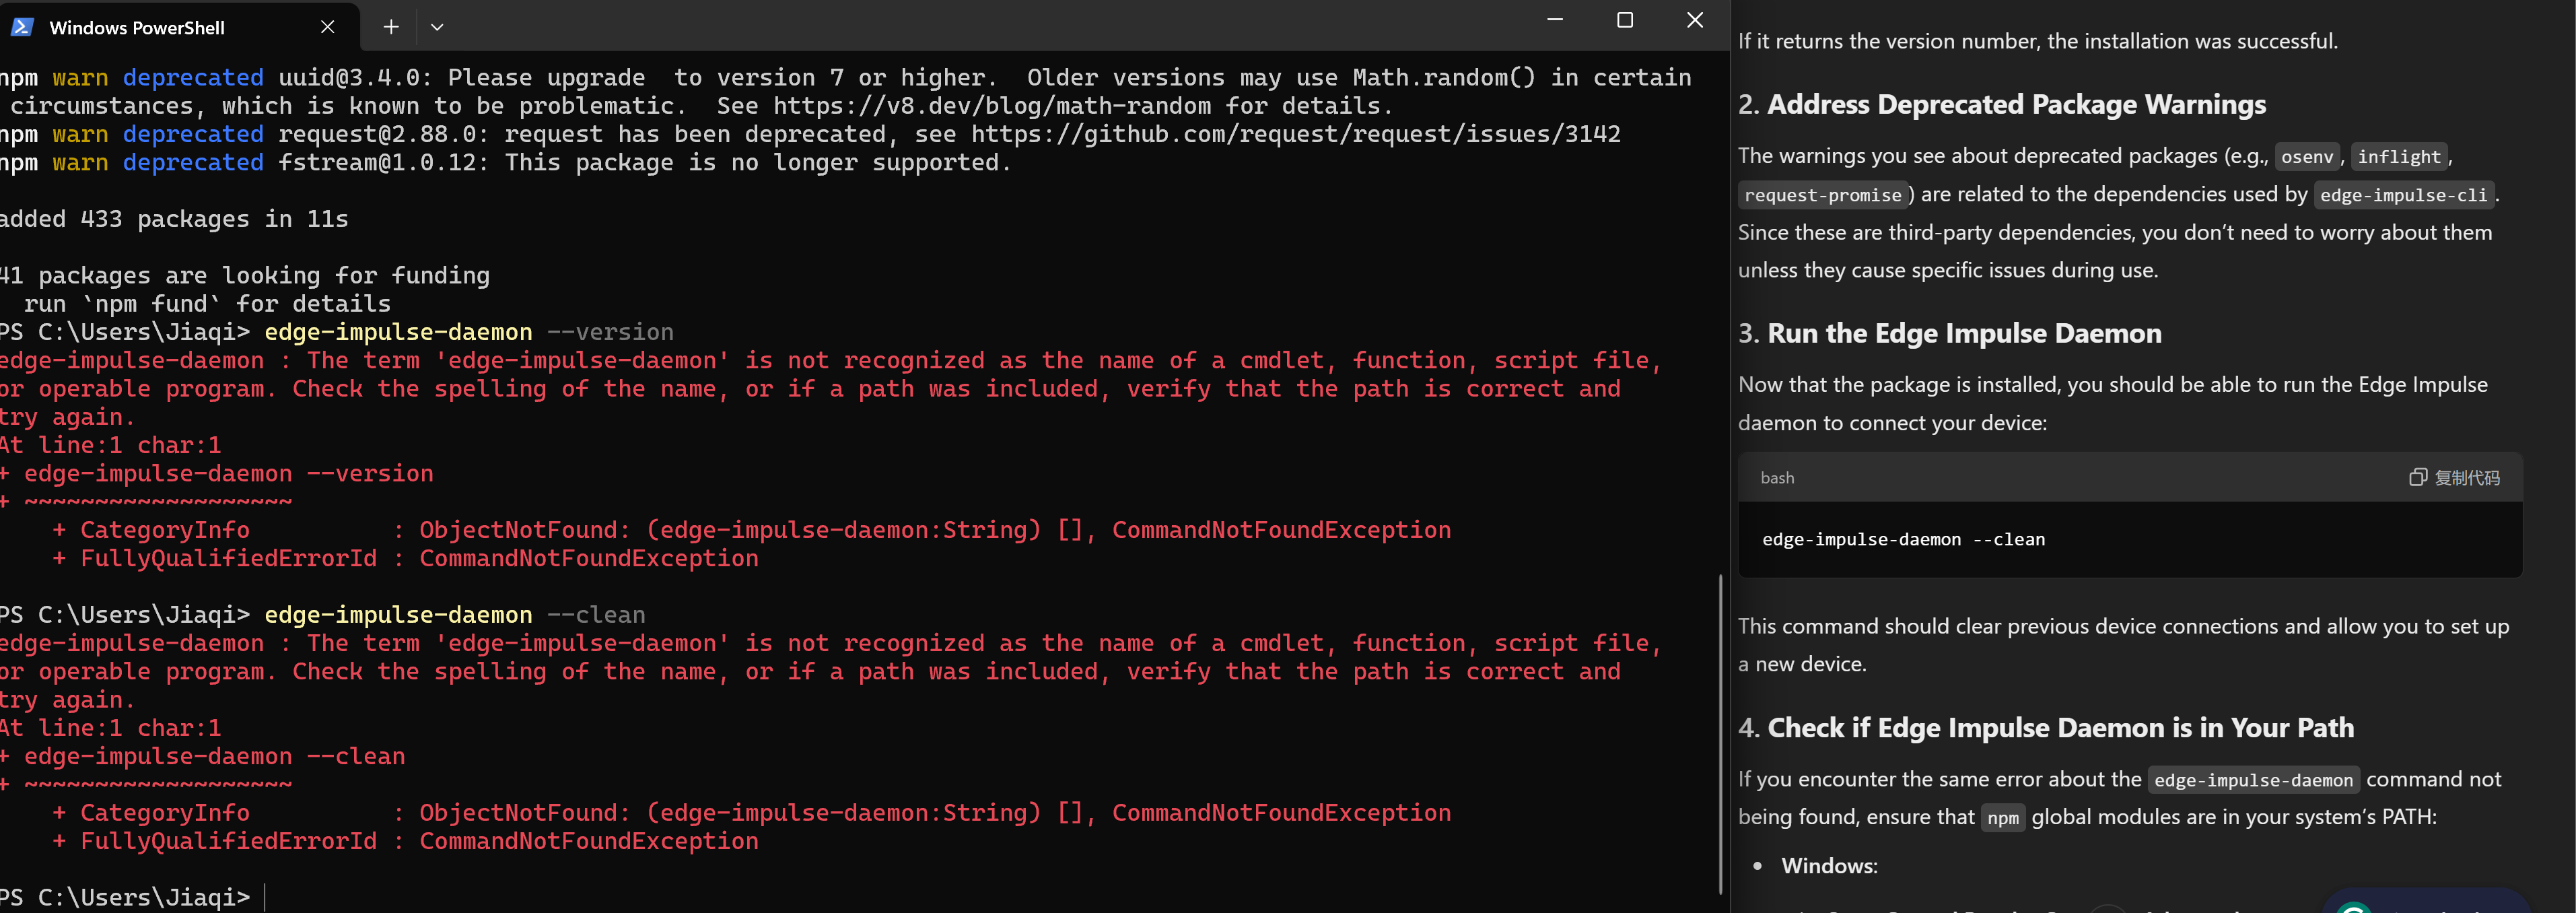 Windows PowerShell
npm warn deprecated uuid@3.4.0: Please upgrade  to version 7 or higher.  Older versions may use Math.random() in certain
 circumstances, which is known to be problematic.  See https://v8.dev/blog/math-random for details.
npm warn deprecated request@2.88.0: request has been deprecated, see https://github.com/request/request/issues/3142
npm warn deprecated fstream@1.0.12: This package is no longer supported.
added 433 packages in 11s
41 packages are looking for funding
  run `npm fund` for details
PS C:\Users\Jiaqi> edge-impulse-daemon --version
edge-impulse-daemon : The term 'edge-impulse-daemon' is not recognized as the name of a cmdlet, function, script file,
or operable program. Check the spelling of the name, or if a path was included, verify that the path is correct and
try again.
At line:1 char:1
+ edge-impulse-daemon --version
+ ~~~~~~~~~~~~~~~~~~~
    + CategoryInfo          : ObjectNotFound: (edge-impulse-daemon:String) [], CommandNotFoundException
    + FullyQualifiedErrorId : CommandNotFoundException
PS C:\Users\Jiaqi> edge-impulse-daemon --clean
edge-impulse-daemon : The term 'edge-impulse-daemon' is not recognized as the name of a cmdlet, function, script file,
or operable program. Check the spelling of the name, or if a path was included, verify that the path is correct and
try again.
At line:1 char:1
+ edge-impulse-daemon --clean
+ ~~~~~~~~~~~~~~~~~~~
    + CategoryInfo          : ObjectNotFound: (edge-impulse-daemon:String) [], CommandNotFoundException
    + FullyQualifiedErrorId : CommandNotFoundException
PS C:\Users\Jiaqi>
If it returns the version number, the installation was successful.
2. Address Deprecated Package Warnings
The warnings you see about deprecated packages (e.g., osenv, inflight,
request-promise) are related to the dependencies used by edge-impulse-cli.
Since these are third-party dependencies, you don’t need to worry about them
unless they cause specific issues during use.
3. Run the Edge Impulse Daemon
Now that the package is installed, you should be able to run the Edge Impulse
daemon to connect your device:
bash
复制代码
edge-impulse-daemon --clean
This command should clear previous device connections and allow you to set up
a new device.
4. Check if Edge Impulse Daemon is in Your Path
If you encounter the same error about the edge-impulse-daemon command not
being found, ensure that npm global modules are in your system’s PATH:
• Windows: